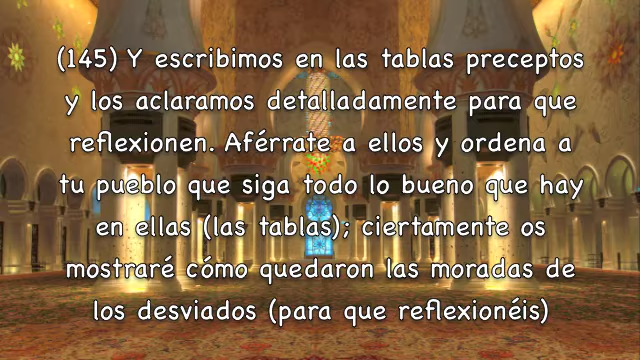 (145) Y escribimos en las tablas preceptos
y los aclaramos detalladamente para que
reflexionen. Aférrate a ellos y ordena a
tu pueblo que siga todo lo bueno que hay
en ellas (las tablas); ciertamente os
mostraré cómo quedaron las moradas de
los desviados (para que reflexionéis)